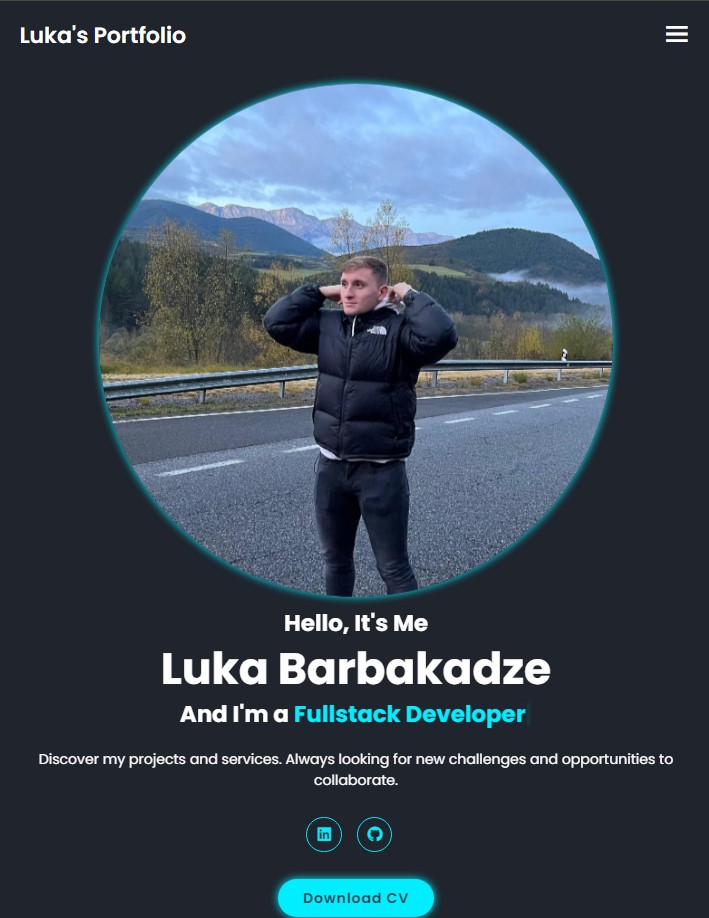 Luka's Portfolio
Hello, It's Me
Luka Barbakadze
And I'm a Fullstack Developer
Discover my projects and services. Always looking for new challenges and opportunities to
collaborate.
in
Download CV